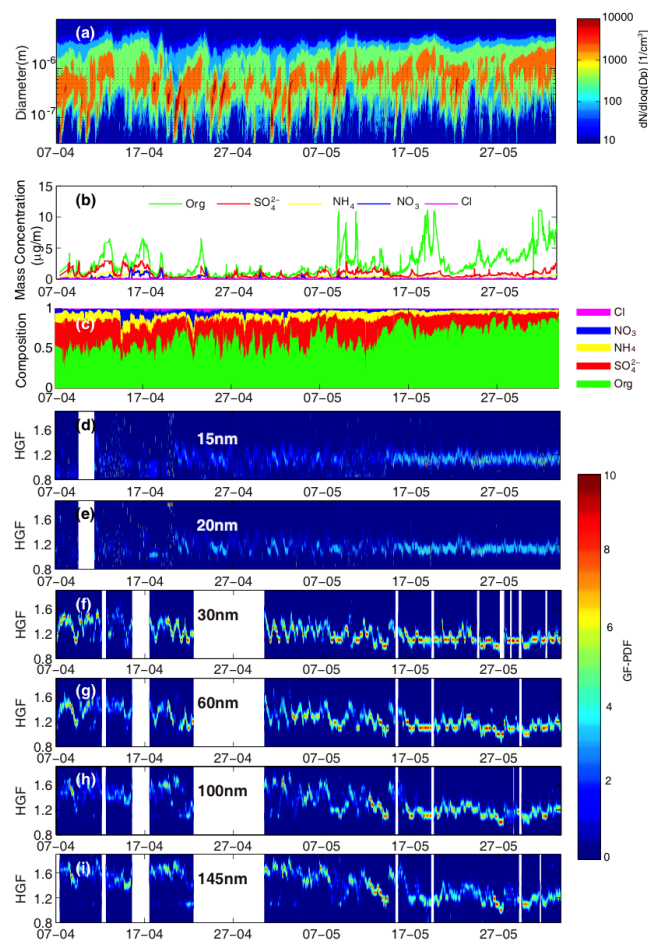 (a)
Diameter(m)
10⁻⁶
10⁻⁷
07−04 17−04 27−04 07−05 17−05 27−05
10000
1000
100
10
dN/dlog(Dp) [1/cm³]
(b)
Org SO₄²⁻ NH₄ NO₃ Cl
Mass Concentration
(μg/m)
15
10
5
0
07−04 17−04 27−04 07−05 17−05 27−05
(c)
Composition
1
0.5
0
07−04 17−04 27−04 07−05 17−05 27−05
Cl
NO₃
NH₄
SO₄²⁻
Org
(d) 15nm
HGF
1.6
1.2
0.8
07−04 17−04 27−04 07−05 17−05 27−05
(e) 20nm
HGF
1.6
1.2
0.8
07−04 17−04 27−04 07−05 17−05 27−05
(f) 30nm
HGF
1.6
1.2
0.8
07−04 17−04 27−04 07−05 17−05 27−05
(g) 60nm
HGF
1.6
1.2
0.8
07−04 17−04 27−04 07−05 17−05 27−05
(h) 100nm
HGF
1.6
1.2
0.8
07−04 17−04 27−04 07−05 17−05 27−05
(i) 145nm
HGF
1.6
1.2
0.8
07−04 17−04 27−04 07−05 17−05 27−05
10
8
6
4
2
0
GF-PDF